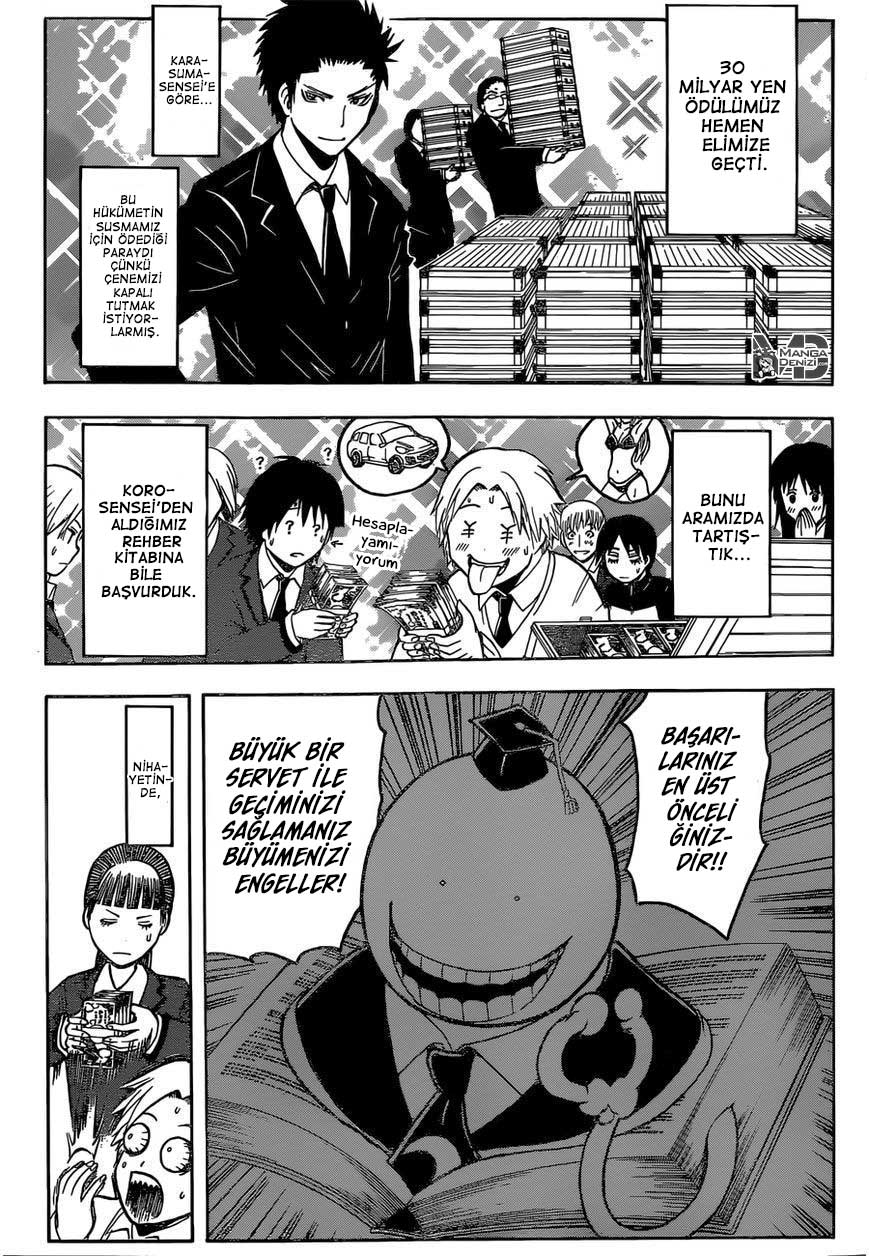 30
MİLYAR YEN
ÖDÜLÜMÜZ
HEMEN
ELİMİZE
GEÇTİ.
KARA-
SUMA-
SENSEİ'E
GÖRE...
BU
HÜKÜMETİN
SUSMAMIZ
İÇİN ÖDEDİĞİ
PARAYDI
ÇÜNKÜ
ÇENEMİZİ
KAPALI
TUTMAK
İSTİYOR-
LARMIŞ.
MANGA
DENİZİ
BUNU
ARAMIZDA
TARTIŞ-
TIK...
?
?
Hesapla-
yamı-
yorum
KORO-
SENSEİ'DEN
ALDIĞIMIZ
REHBER
KİTABINA
BİLE
BAŞVURDUK.
BAŞARI-
LARINIZ
EN ÜST
ÖNCELİ
ĞİNİZ-
DİR!!
BÜYÜK BİR
SERVET İLE
GEÇİMİNİZİ
SAĞLAMANIZ
BÜYÜMENİZİ
ENGELLER!
NİHA-
YETİN-
DE,